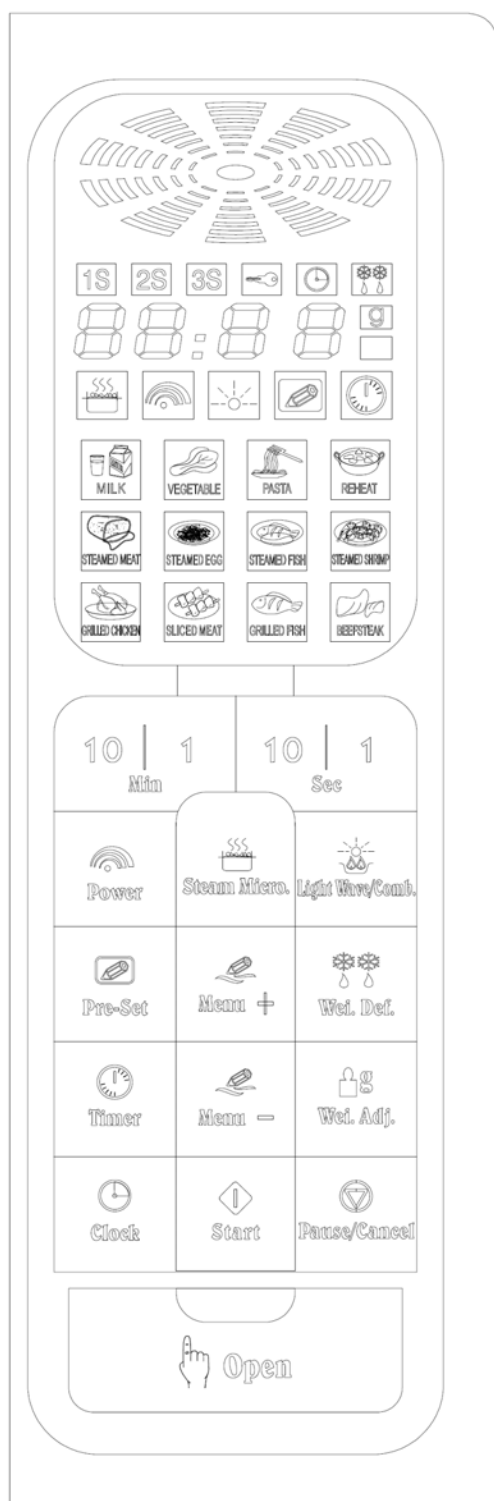 1S 2S 3S
88:88 g
MILK VEGETABLE PASTA REHEAT
STEAMED MEAT STEAMED EGG STEAMED FISH STEAMED SHRIMP
GRILLED CHICKEN SLICED MEAT GRILLED FISH BEEFSTEAK
10 | 1 10 | 1
Min Sec
Power Steam Micro. Light Wave/Comb.
Pre-Set Menu + Wei. Def.
g
Timer Menu - Wei. Adj.
Clock Start Pause/Cancel
Open